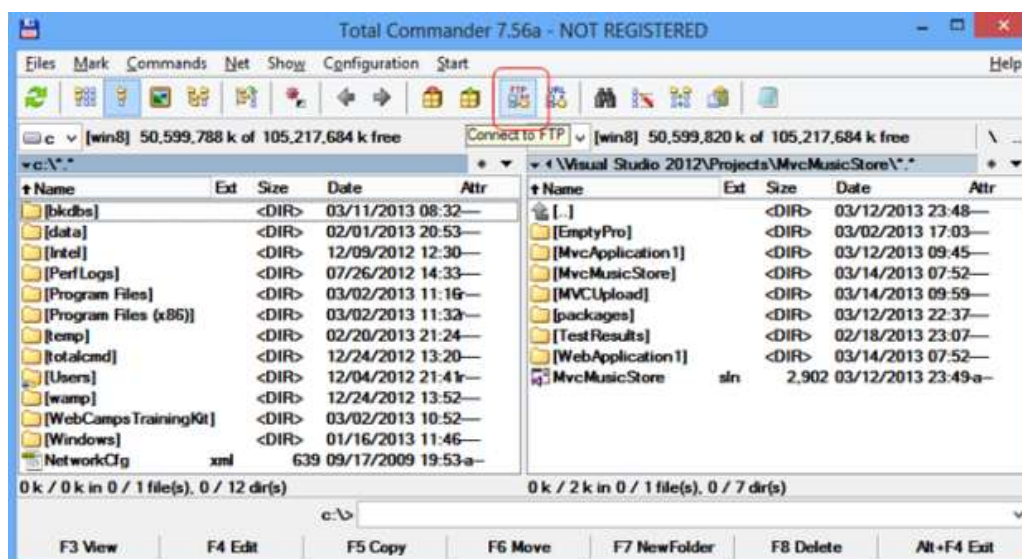 Total Commander 7.56a - NOT REGISTERED
Files Mark Commands Net Show Configuration Start Help
FTP URL
c [win8] 50,599,788 k of 105,217,684 k free Connect to FTP [win8] 50,599,820 k of 105,217,684 k free \ ..
c:\*.* * \Visual Studio 2012\Projects\MvcMusicStore\*.* *
Name Ext Size Date Attr Name Ext Size Date Attr
[bkdbs] <DIR> 03/11/2013 08:32---- [..] <DIR> 03/12/2013 23:48----
[data] <DIR> 02/01/2013 20:53---- [EmptyPro] <DIR> 03/02/2013 17:03----
[Intel] <DIR> 12/09/2012 12:30---- [MvcApplication1] <DIR> 03/12/2013 09:45----
[PerfLogs] <DIR> 07/26/2012 14:33---- [MvcMusicStore] <DIR> 03/14/2013 07:52----
[Program Files] <DIR> 03/02/2013 11:16r--- [MVCUpload] <DIR> 03/14/2013 09:59----
[Program Files (x86)] <DIR> 03/02/2013 11:32r--- [packages] <DIR> 03/12/2013 22:37----
[temp] <DIR> 02/20/2013 21:24---- [TestResults] <DIR> 02/18/2013 23:07----
[totalcmd] <DIR> 12/24/2012 13:20---- [WebApplication1] <DIR> 03/14/2013 07:52----
[Users] <DIR> 12/04/2012 21:41r--- MvcMusicStore sln 2,902 03/12/2013 23:49-a--
[wamp] <DIR> 12/24/2012 13:52----
[WebCampsTrainingKit] <DIR> 03/02/2013 10:52----
[Windows] <DIR> 01/16/2013 11:46----
NetworkCfg xml 639 09/17/2009 19:53-a--
0 k / 0 k in 0 / 1 file(s), 0 / 12 dir(s) 0 k / 2 k in 0 / 1 file(s), 0 / 7 dir(s)
c:\>
F3 View F4 Edit F5 Copy F6 Move F7 NewFolder F8 Delete Alt+F4 Exit